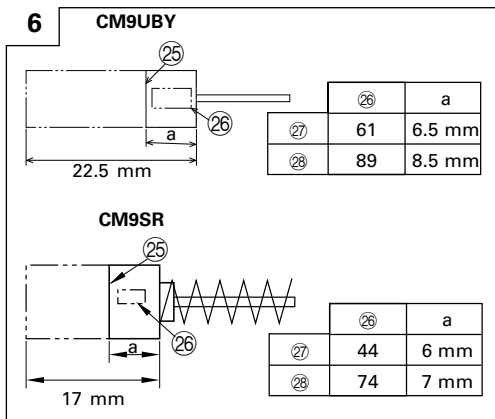 6
CM9UBY
㉕
㉖
a
22.5 mm
㉖ a
㉗ 61 6.5 mm
㉘ 89 8.5 mm
CM9SR
㉕
a
㉖
17 mm
㉖ a
㉗ 44 6 mm
㉘ 74 7 mm